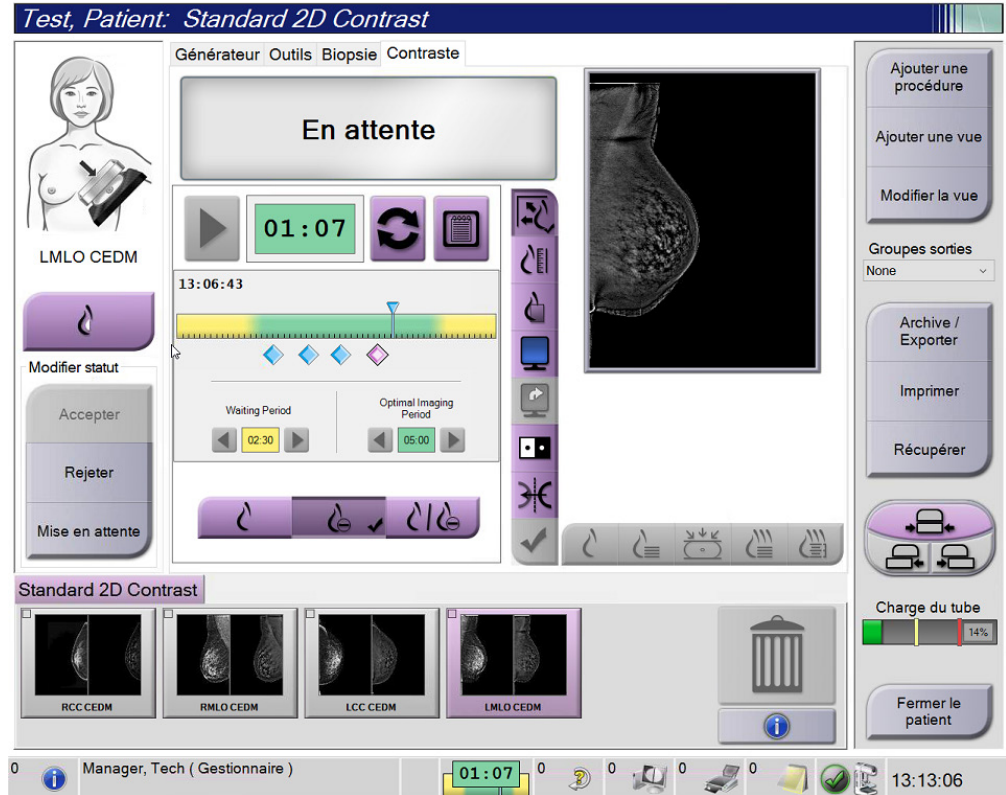 Test, Patient: Standard 2D Contrast
LMLO CEDM
Modifier statut
Accepter
Rejeter
Mise en attente
Générateur Outils Biopsie Contraste
En attente
01:07
13:06:43
Waiting Period
02:30
Optimal Imaging
Period
05:00
Ajouter une
procédure
Ajouter une vue
Modifier la vue
Groupes sorties
None
Archive /
Exporter
Imprimer
Récupérer
Charge du tube
14%
Fermer le
patient
Standard 2D Contrast
RCC CEDM
RMLO CEDM
LCC CEDM
LMLO CEDM
0 Manager, Tech ( Gestionnaire ) 01:07 0 0 0 0 13:13:06